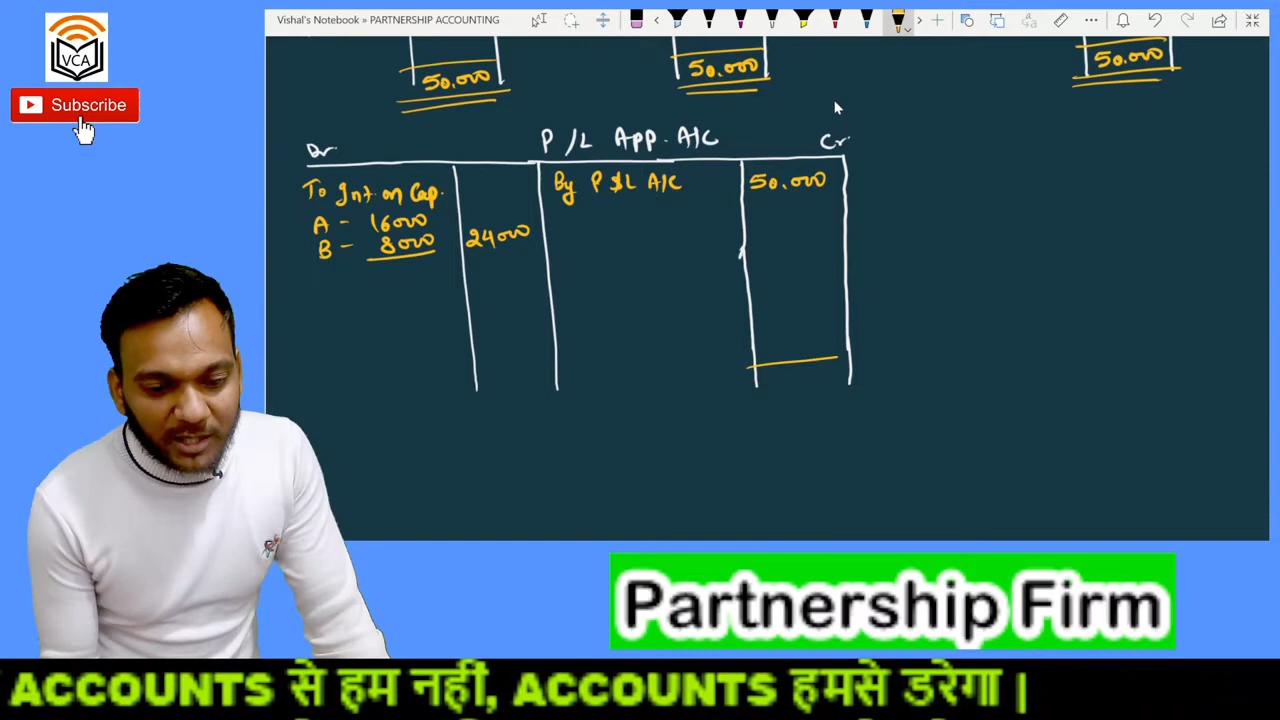 Vishal's Notebook » PARTNERSHIP ACCOUNTING
VCA
Subscribe
50.000
50.000
50.000
Dr.
P/L App. A/C
Cr.
To Int. on Cap.
By P & L A/C
50.000
A - 16000
B - 8000
24000
Partnership Firm
ACCOUNTS से हम नहीं, ACCOUNTS हमसे डरेगा |